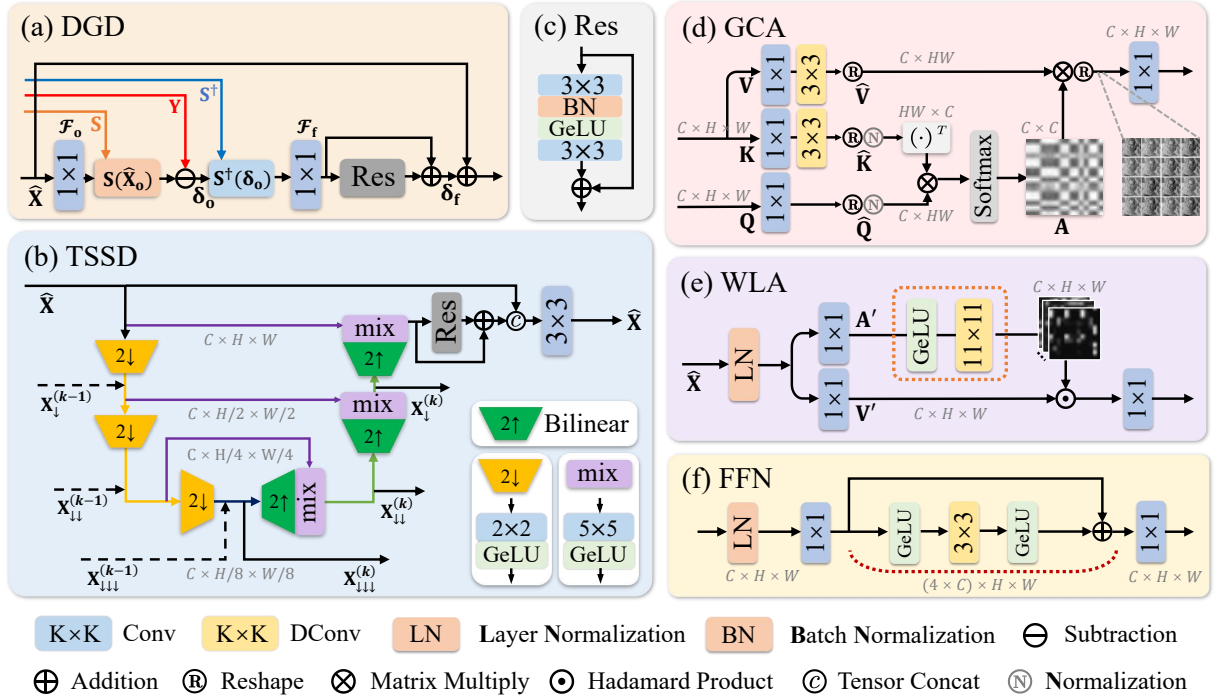 (a) DGD
S†
Y
S
𝓕ₒ
𝓕_f
1×1
S(X̂ₒ)
S†(δₒ)
1×1
Res
X̂
δₒ
δ_f
(c) Res
3×3
BN
GeLU
3×3
(b) TSSD
X̂
C × H × W
mix
2↑
Res
3×3
X̂
2↓
X↓⁽ᵏ⁻¹⁾
C × H/2 × W/2
mix
2↑
X↓⁽ᵏ⁾
2↓
C × H/4 × W/4
X↓↓⁽ᵏ⁻¹⁾
2↓
2↑
mix
X↓↓⁽ᵏ⁾
X↓↓↓⁽ᵏ⁻¹⁾
C × H/8 × W/8
X↓↓↓⁽ᵏ⁾
2↑ Bilinear
2↓
2×2
GeLU
mix
5×5
GeLU
(d) GCA
C × H × W
V
1×1
3×3
R
V̂
C × HW
R
1×1
C × H × W
K
1×1
3×3
R
N
K̂
HW × C
(·)ᵀ
C × H × W
Q
1×1
R
N
Q̂
C × HW
Softmax
C × C
A
(e) WLA
X̂
LN
1×1
A′
GeLU
11×11
C × H × W
1×1
V′
C × H × W
1×1
(f) FFN
LN
C × H × W
1×1
GeLU
3×3
GeLU
(4 × C) × H × W
1×1
C × H × W
K×K Conv
K×K DConv
LN Layer Normalization
BN Batch Normalization
Subtraction
Addition
R Reshape
Matrix Multiply
Hadamard Product
C Tensor Concat
N Normalization